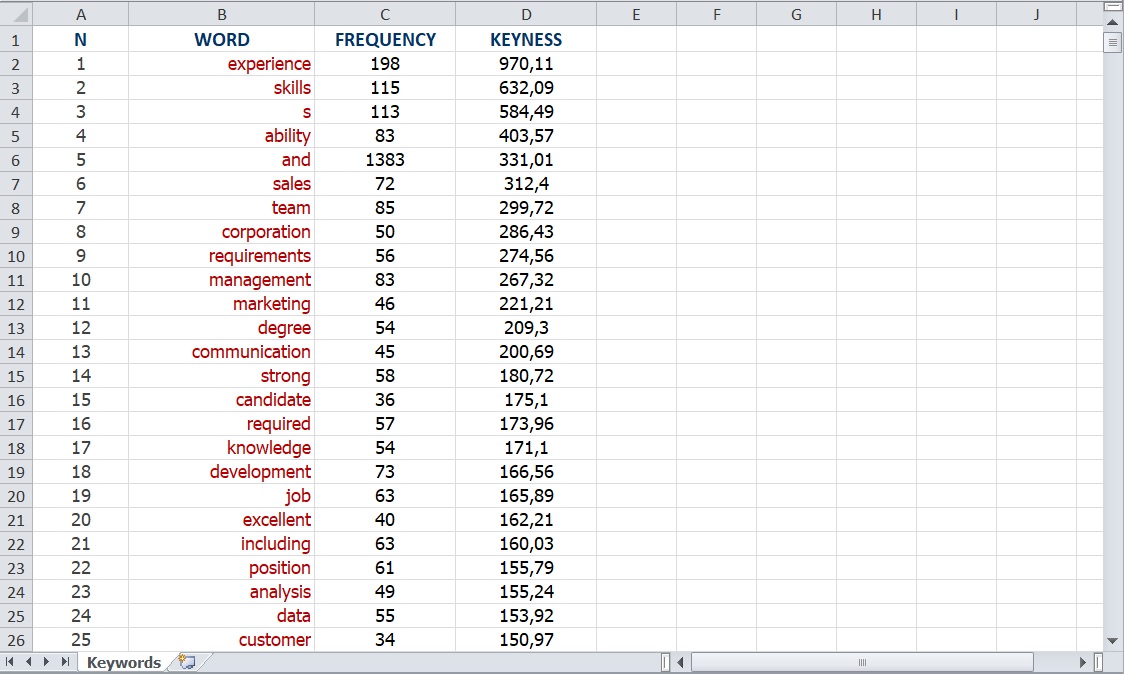 A B C D E F G H I J
1 N WORD FREQUENCY KEYNESS
2 1 experience 198 970,11
3 2 skills 115 632,09
4 3 s 113 584,49
5 4 ability 83 403,57
6 5 and 1383 331,01
7 6 sales 72 312,4
8 7 team 85 299,72
9 8 corporation 50 286,43
10 9 requirements 56 274,56
11 10 management 83 267,32
12 11 marketing 46 221,21
13 12 degree 54 209,3
14 13 communication 45 200,69
15 14 strong 58 180,72
16 15 candidate 36 175,1
17 16 required 57 173,96
18 17 knowledge 54 171,1
19 18 development 73 166,56
20 19 job 63 165,89
21 20 excellent 40 162,21
22 21 including 63 160,03
23 22 position 61 155,79
24 23 analysis 49 155,24
25 24 data 55 153,92
26 25 customer 34 150,97
Keywords